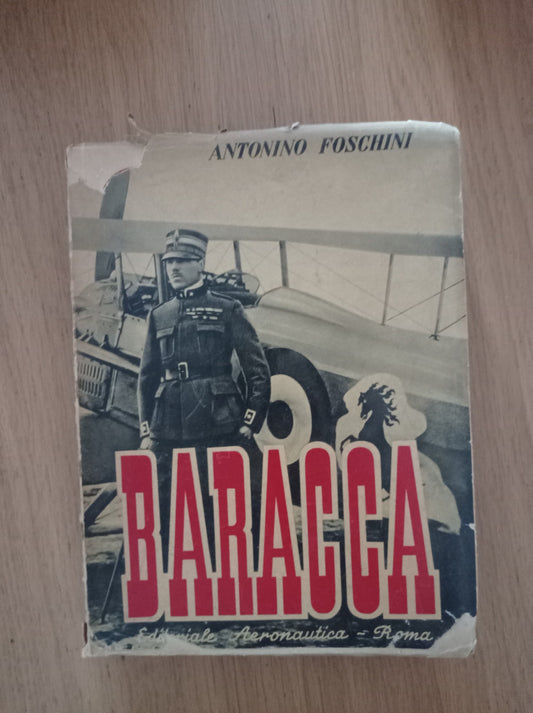 ANTONINO FOSCHINI
BARACCA
Editoriale Aeronautica - Roma